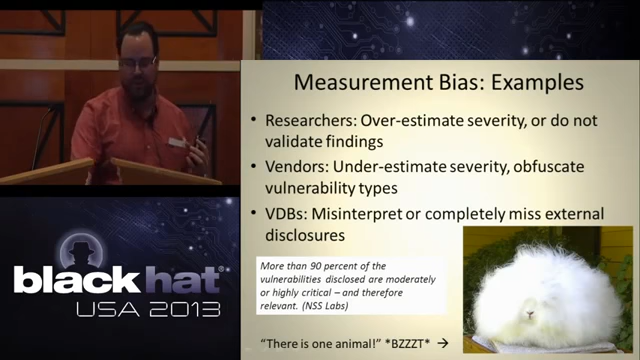 Measurement Bias: Examples
• Researchers: Over-estimate severity, or do not
validate findings
• Vendors: Under-estimate severity, obfuscate
vulnerability types
• VDBs: Misinterpret or completely miss external
disclosures
More than 90 percent of the
vulnerabilities disclosed are moderately
or highly critical – and therefore
relevant. (NSS Labs)
"There is one animal!" *BZZZT* →
black hat
USA 2013